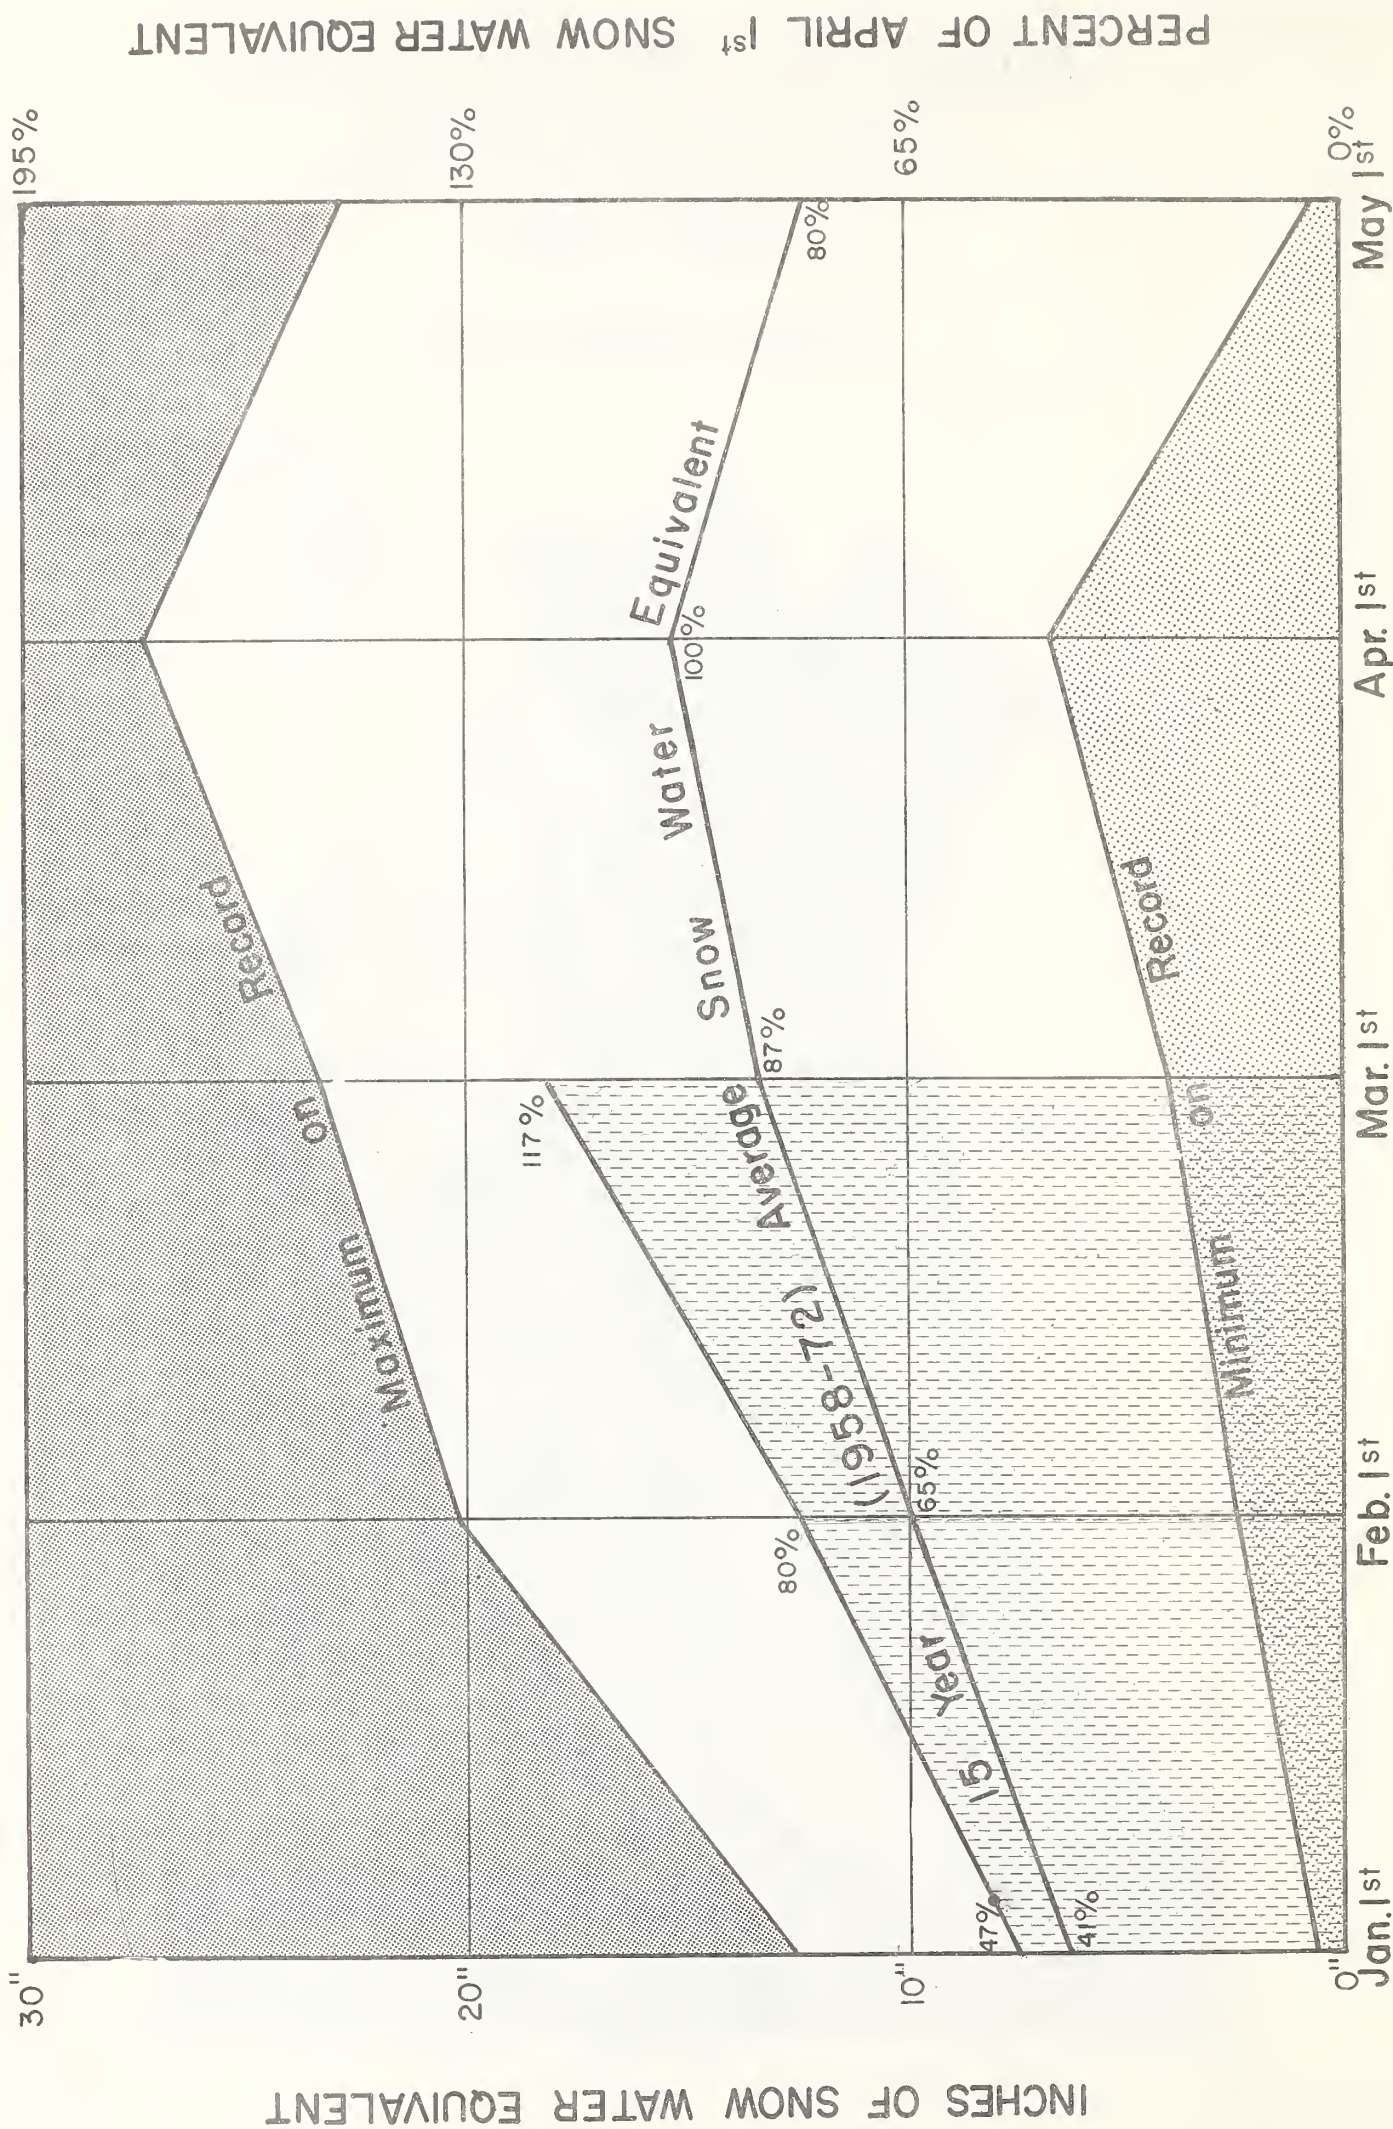 INCHES OF SNOW WATER EQUIVALENT
30"
20"
10"
0"
PERCENT OF APRIL 1st SNOW WATER EQUIVALENT
195%
130%
65%
0%
Maximum on Record
15 Year (1958-72) Average Snow Water Equivalent
Minimum on Record
47%
80%
117%
41%
65%
87%
100%
80%
Jan. 1st
Feb. 1st
Mar. 1st
Apr. 1st
May 1st